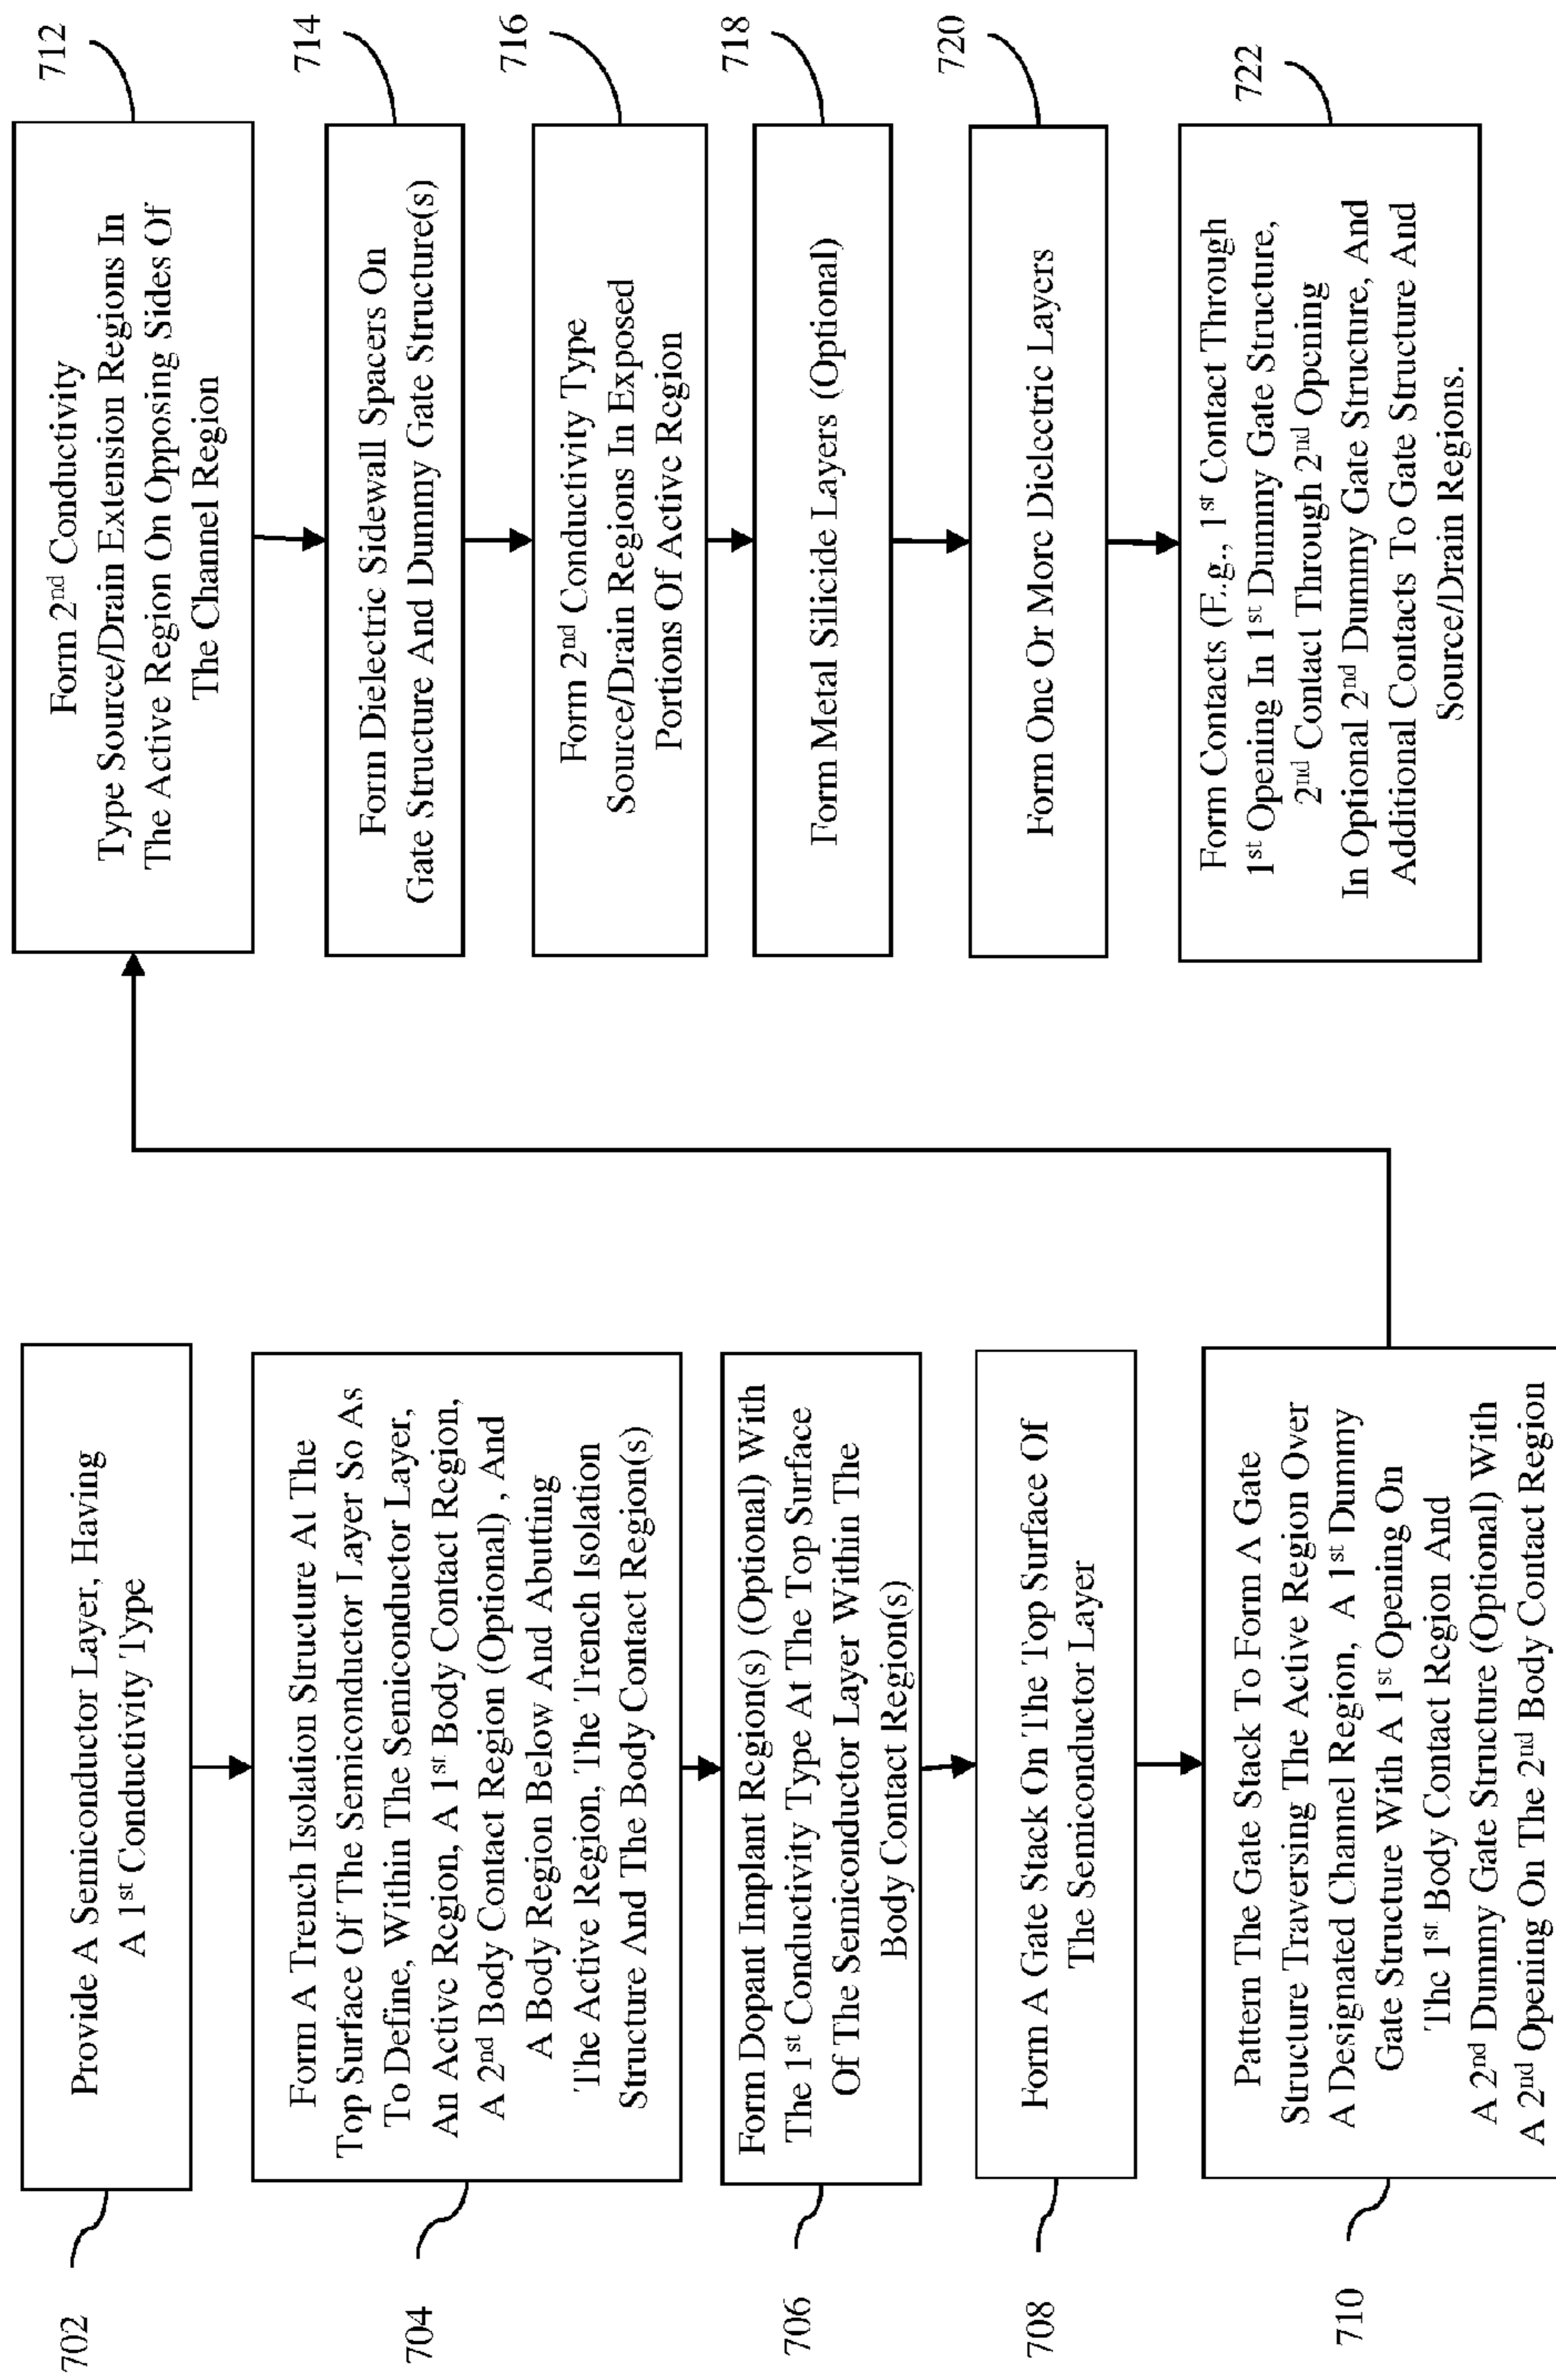 702
Provide A Semiconductor Layer, Having
A 1st Conductivity Type
704
Form A Trench Isolation Structure At The
Top Surface Of The Semiconductor Layer So As
To Define, Within The Semiconductor Layer,
An Active Region, A 1st Body Contact Region,
A 2nd Body Contact Region (Optional) , And
A Body Region Below And Abutting
The Active Region, The Trench Isolation
Structure And The Body Contact Region(s)
706
Form Dopant Implant Region(s) (Optional) With
The 1st Conductivity Type At The Top Surface
Of The Semiconductor Layer Within The
Body Contact Region(s)
708
Form A Gate Stack On The Top Surface Of
The Semiconductor Layer
710
Pattern The Gate Stack To Form A Gate
Structure Traversing The Active Region Over
A Designated Channel Region, A 1st Dummy
Gate Structure With A 1st Opening On
The 1st Body Contact Region And
A 2nd Dummy Gate Structure (Optional) With
A 2nd Opening On The 2nd Body Contact Region
712
Form 2nd Conductivity
Type Source/Drain Extension Regions In
The Active Region On Opposing Sides Of
The Channel Region
714
Form Dielectric Sidewall Spacers On
Gate Structure And Dummy Gate Structure(s)
716
Form 2nd Conductivity Type
Source/Drain Regions In Exposed
Portions Of Active Region
718
Form Metal Silicide Layers (Optional)
720
Form One Or More Dielectric Layers
722
Form Contacts (E.g., 1st Contact Through
1st Opening In 1st Dummy Gate Structure,
2nd Contact Through 2nd Opening
In Optional 2nd Dummy Gate Structure, And
Additional Contacts To Gate Structure And
Source/Drain Regions.